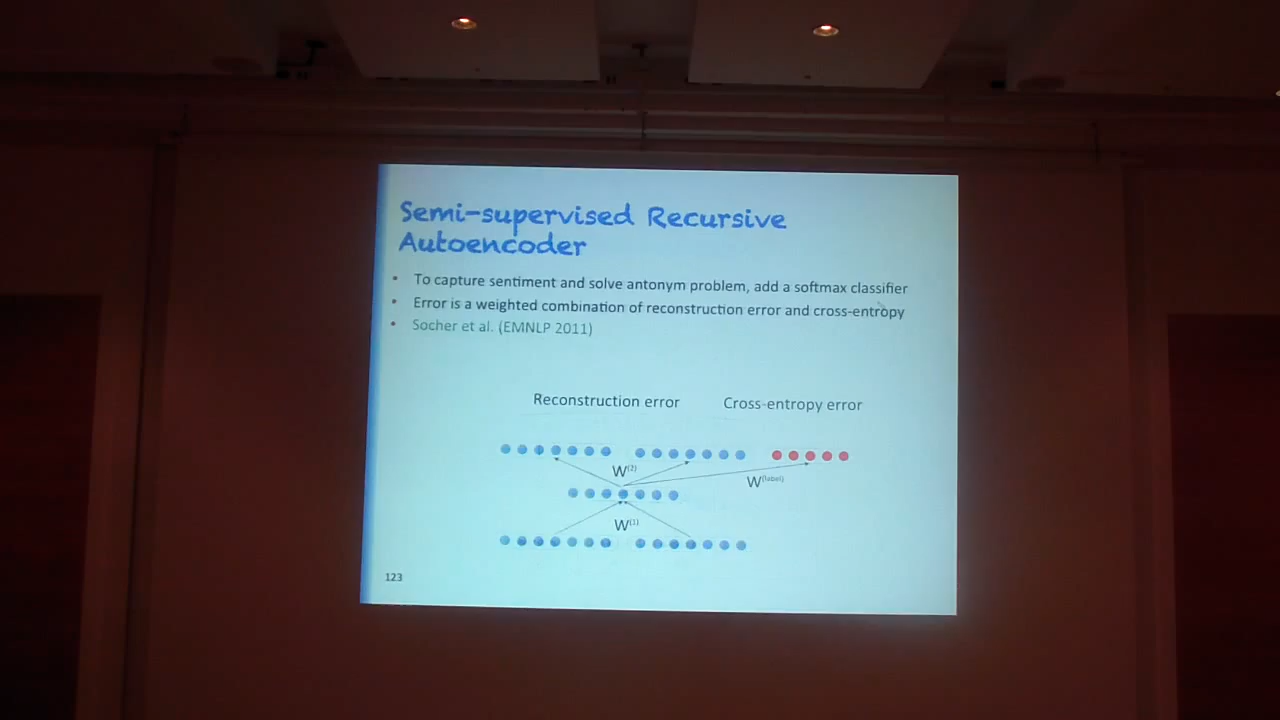 Semi-supervised Recursive
Autoencoder
• To capture sentiment and solve antonym problem, add a softmax classifier
• Error is a weighted combination of reconstruction error and cross-entropy
• Socher et al. (EMNLP 2011)
Reconstruction error Cross-entropy error
W(2)
W(label)
W(1)
123